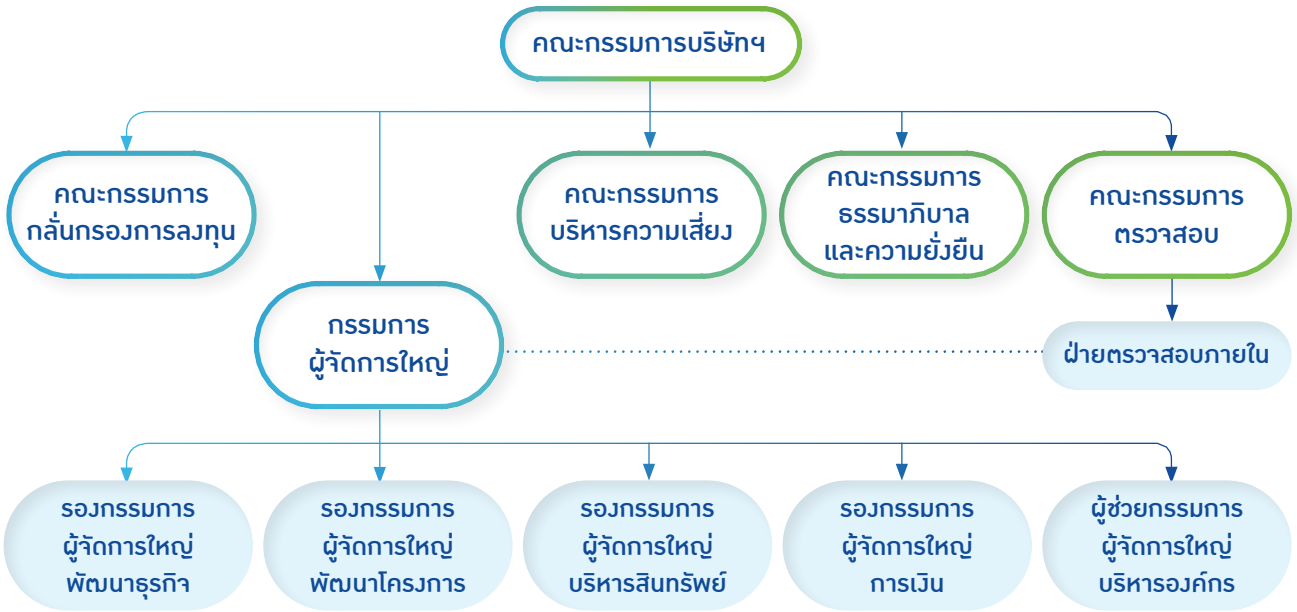 คณะกรรมการบริษัทฯ
คณะกรรมการ
กลั่นกรองการลงทุน
คณะกรรมการ
บริหารความเสี่ยง
คณะกรรมการ
ธรรมาภิบาล
และความยั่งยืน
คณะกรรมการ
ตรวจสอบ
กรรมการ
ผู้จัดการใหญ่
ฝ่ายตรวจสอบภายใน
รองกรรมการ
ผู้จัดการใหญ่
พัฒนาธุรกิจ
รองกรรมการ
ผู้จัดการใหญ่
พัฒนาโครงการ
รองกรรมการ
ผู้จัดการใหญ่
บริหารสินทรัพย์
รองกรรมการ
ผู้จัดการใหญ่
การเงิน
ผู้ช่วยกรรมการ
ผู้จัดการใหญ่
บริหารองค์กร